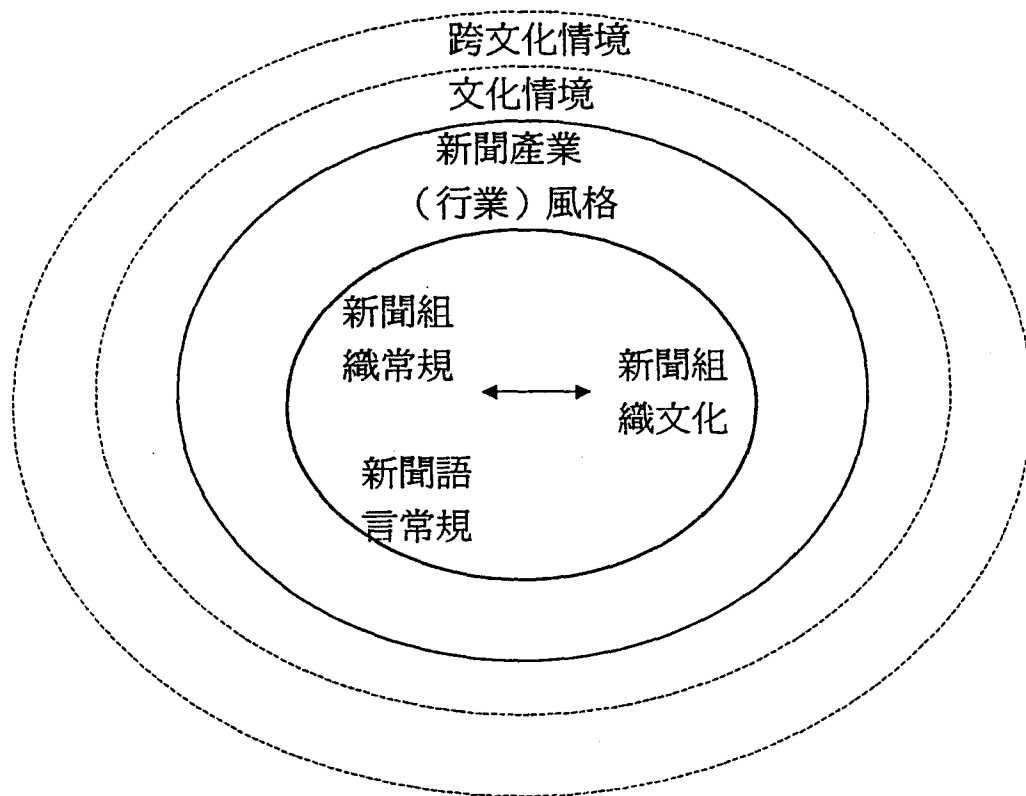 跨文化情境
文化情境
新聞產業
（行業）風格
新聞組
織常規
新聞組
織文化
新聞語
言常規